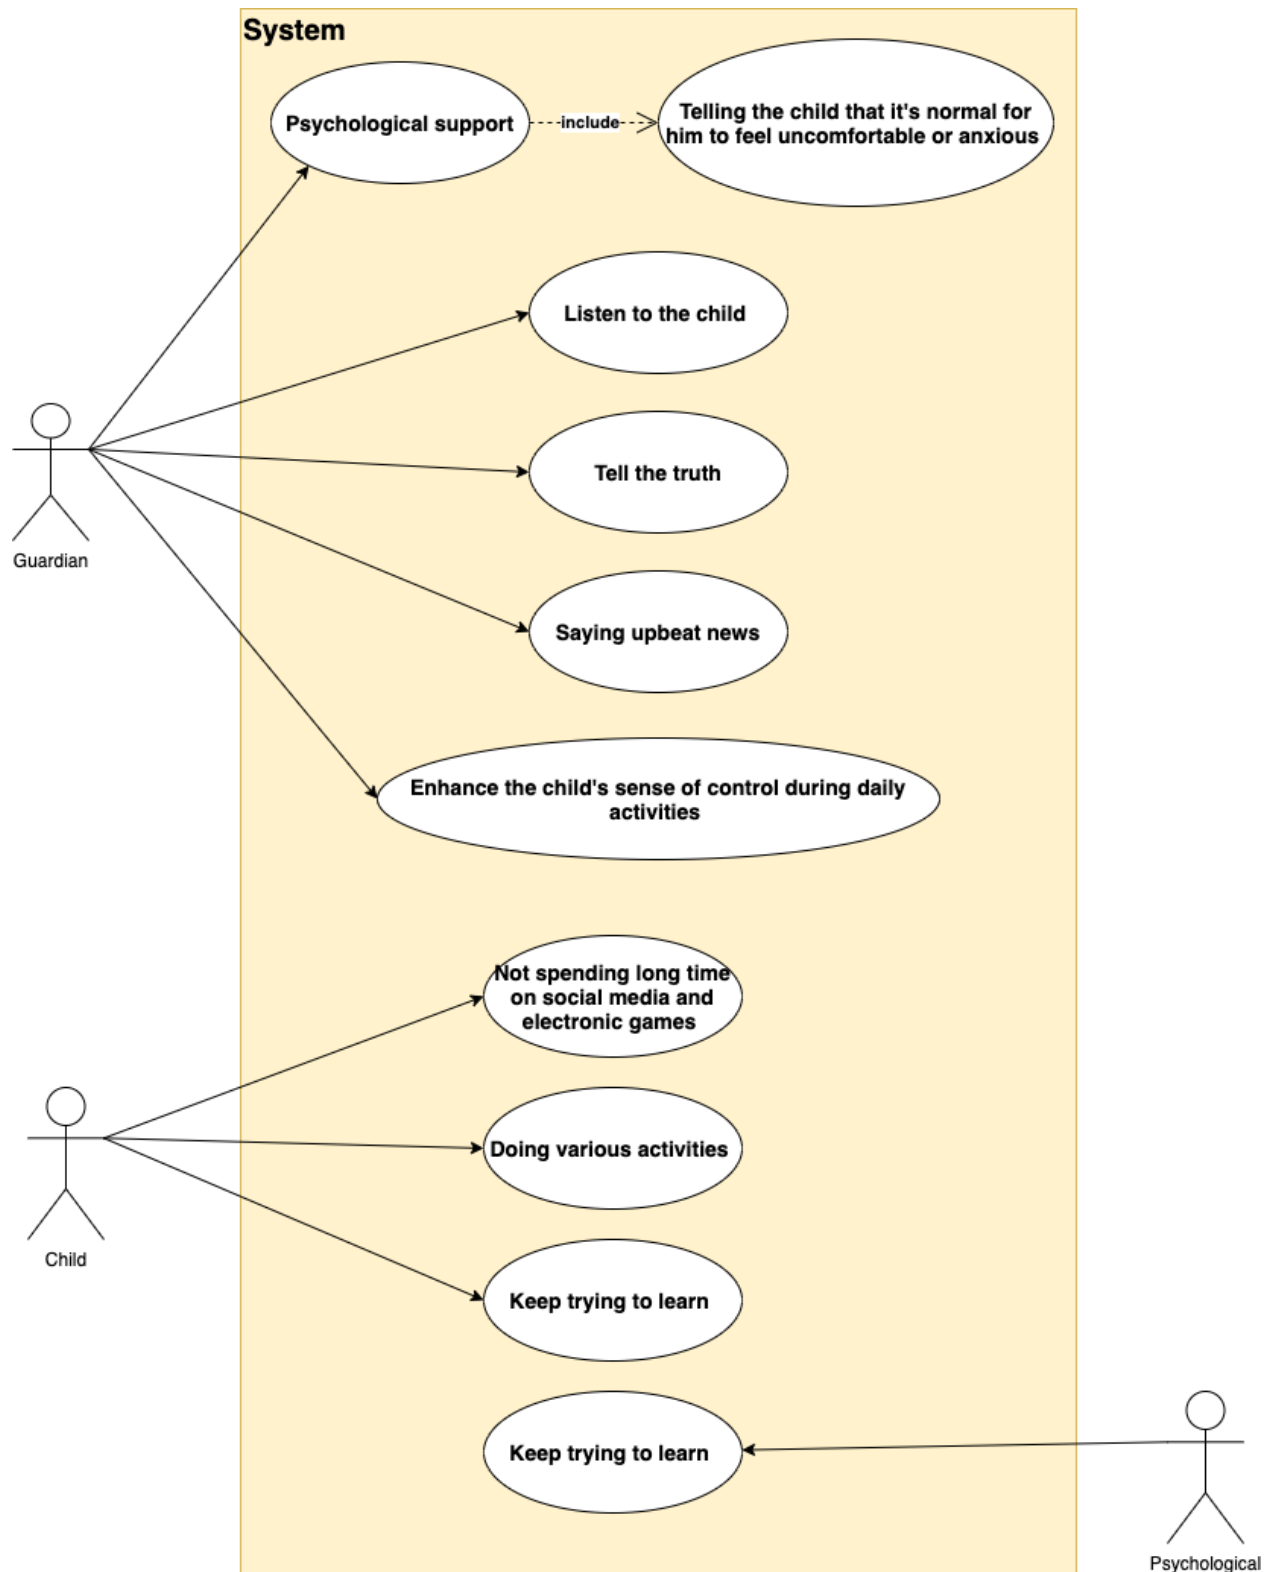 System
Psychological support
include
Telling the child that it's normal for
him to feel uncomfortable or anxious
Listen to the child
Tell the truth
Guardian
Saying upbeat news
Enhance the child's sense of control during daily
activities
Not spending long time
on social media and
electronic games
Doing various activities
Child
Keep trying to learn
Keep trying to learn
Psychological